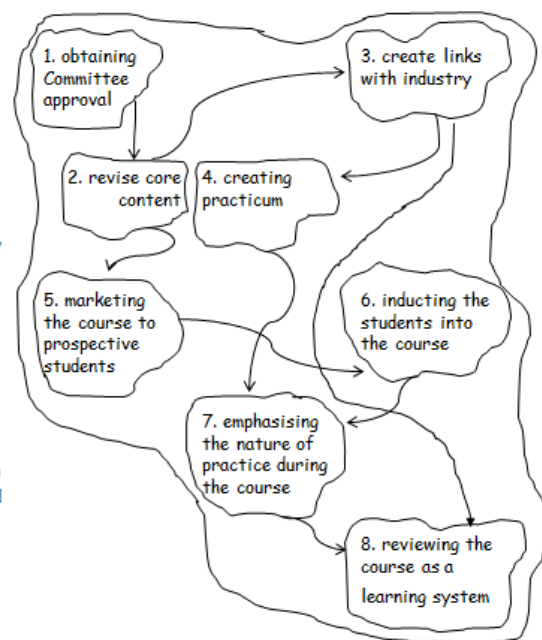 1. obtaining
Committee
approval
3. create links
with industry
2. revise core
content
4. creating
practicum
5. marketing
the course to
prospective
students
6. inducting the
students into
the course
7. emphasising
the nature of
practice during
the course
8. reviewing the
course as a
learning system